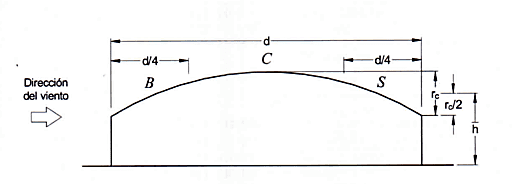 d
d/4
C
d/4
B
S
Dirección
del viento
r_c
r_c/2
h